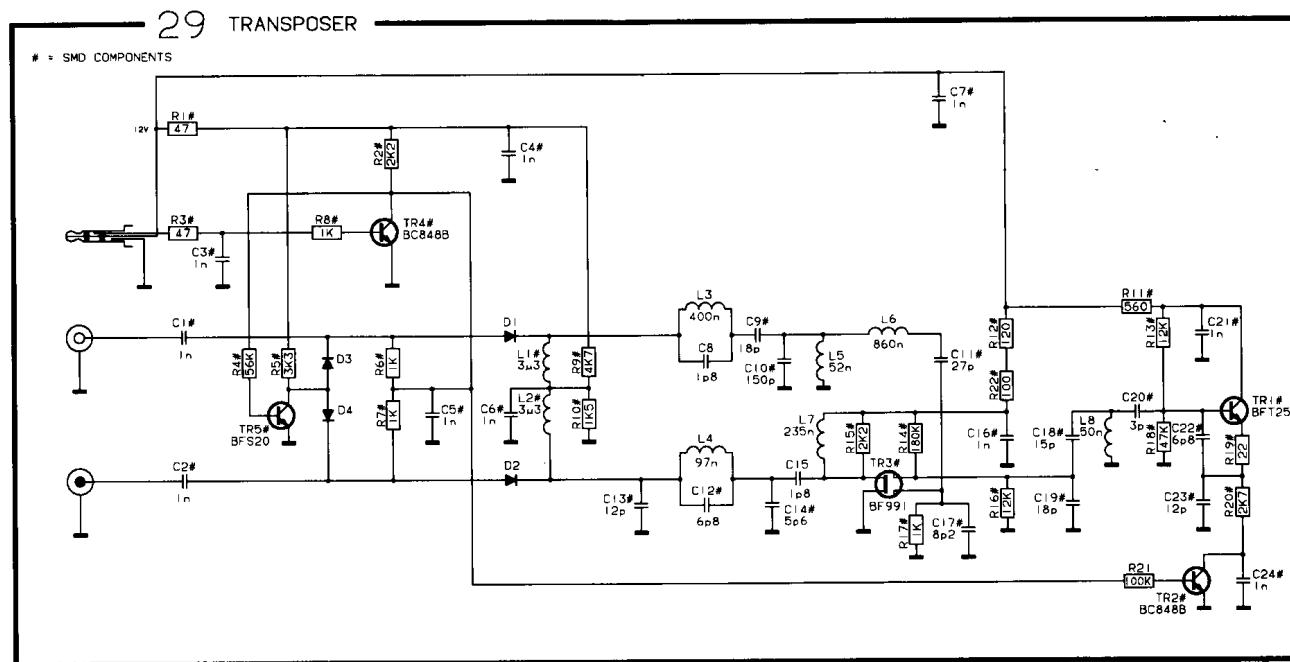 29 TRANSPOSER
# = SMD COMPONENTS
C7#
1n
12V
R1#
47
R2#
2K2
C4#
1n
R3#
47
R8#
1K
TR4#
BC848B
C3#
1n
C1#
1n
R4#
56K
R5#
3K3
D3
D4
TR5#
BFS20
R6#
1K
R7#
1K
C5#
1n
D1
L1#
3µ3
L2#
3µ3
C6#
1n
R9#
4K7
R10#
1K5
L3
400n
C8
1p8
C9#
18p
C10#
150p
L5
52n
L6
860n
C11#
27p
R12#
120
R22#
100
R11#
560
R13#
12K
C21#
1n
C2#
1n
D2
C13#
12p
L4
97n
C12#
6p8
C15
1p8
C14#
5p6
L7
235n
R15#
2K2
R14#
180K
TR3#
BF991
C16#
1n
R16#
12K
R17#
1K
C17#
8p2
C18#
15p
C19#
18p
L8
50n
C20#
3p
R18#
47K
C22#
6p8
C23#
12p
TR1#
BFT25
R19#
22
R20#
2K7
R21
100K
TR2#
BC848B
C24#
1n